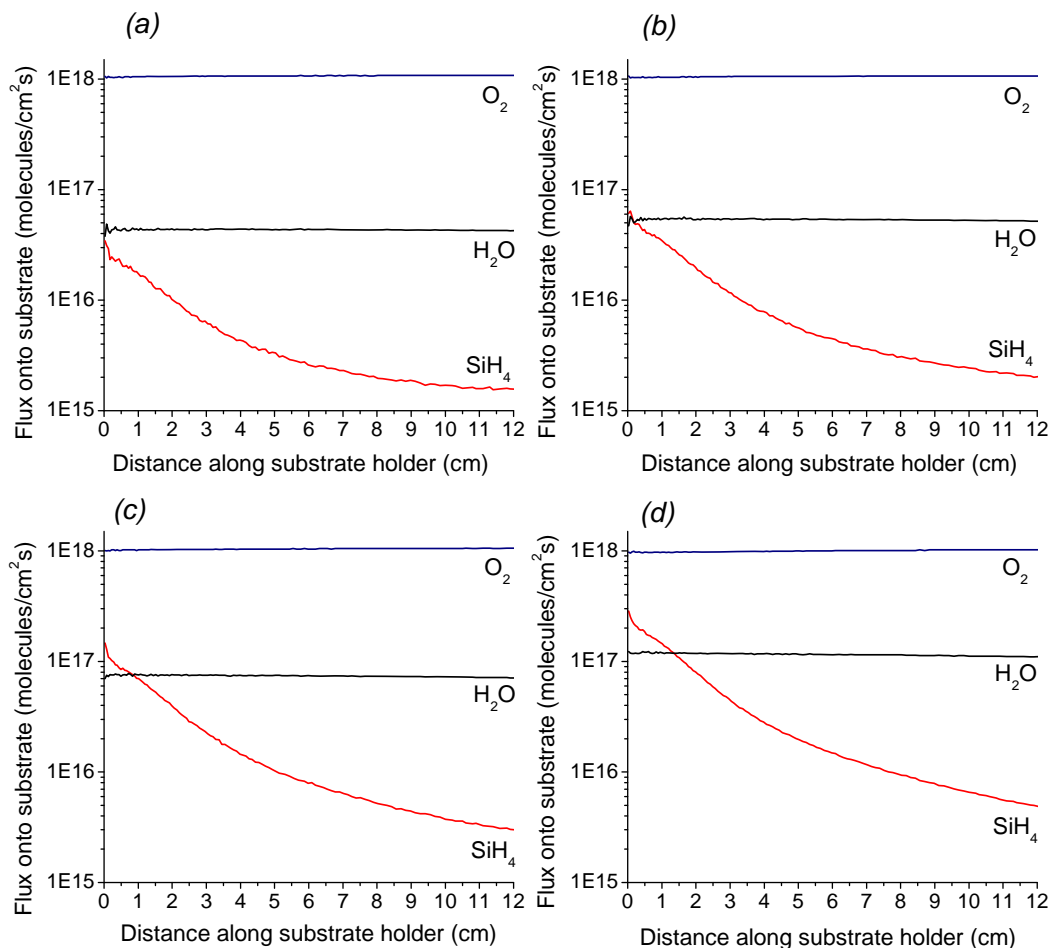 (a)
Flux onto substrate (molecules/cm²s)
1E18
1E17
1E16
1E15
O₂
H₂O
SiH₄
0 1 2 3 4 5 6 7 8 9 10 11 12
Distance along substrate holder (cm)
(b)
Flux onto substrate (molecules/cm²s)
1E18
1E17
1E16
1E15
O₂
H₂O
SiH₄
0 1 2 3 4 5 6 7 8 9 10 11 12
Distance along substrate holder (cm)
(c)
Flux onto substrate (molecules/cm²s)
1E18
1E17
1E16
1E15
O₂
H₂O
SiH₄
0 1 2 3 4 5 6 7 8 9 10 11 12
Distance along substrate holder (cm)
(d)
Flux onto substrate (molecules/cm²s)
1E18
1E17
1E16
1E15
O₂
H₂O
SiH₄
0 1 2 3 4 5 6 7 8 9 10 11 12
Distance along substrate holder (cm)